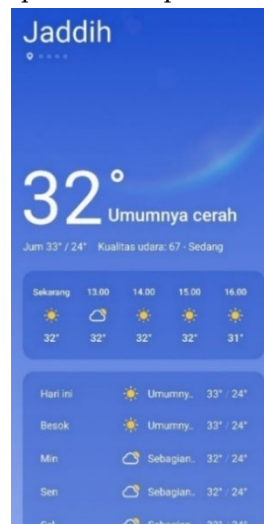 Jaddih
32°
Umumnya cerah
Jum 33° / 24° Kualitas udara: 67 - Sedang
Sekarang 13.00 14.00 15.00 16.00
32° 32° 32° 32° 31°
Hari ini Umumny.. 33° / 24°
Besok Umumny.. 33° / 24°
Min Sebagian.. 32° / 24°
Sen Sebagian.. 32° / 24°